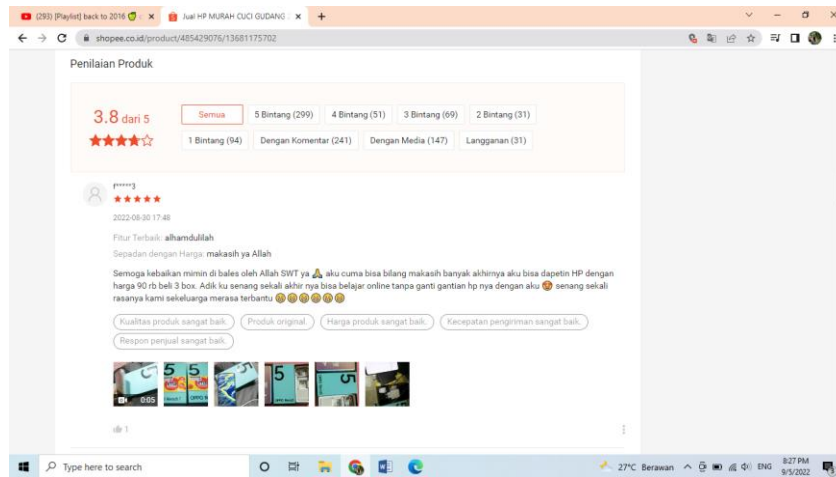 (293) [Playlist] back to 2016
Jual HP MURAH CUCI GUDANG
shopee.co.id/product/485429076/13681175702
Penilaian Produk
3.8 dari 5
Semua
5 Bintang (299)
4 Bintang (51)
3 Bintang (69)
2 Bintang (31)
1 Bintang (94)
Dengan Komentar (241)
Dengan Media (147)
Langganan (31)
r*****3
2022-08-30 17:48
Fitur Terbaik: alhamdulilah
Sepadan dengan Harga: makasih ya Allah
Semoga kebaikan mimin di bales oleh Allah SWT ya 🙏 aku cuma bisa bilang makasih banyak akhirnya aku bisa dapetin HP dengan
harga 90 rb beli 3 box. Adik ku senang sekali akhir nya bisa belajar online tanpa ganti gantian hp nya dengan aku 🥰 senang sekali
rasanya kami sekeluarga merasa terbantu
Kualitas produk sangat baik.
Produk original.
Harga produk sangat baik.
Kecepatan pengiriman sangat baik.
Respon penjual sangat baik.
0:05
5
5
5
5
1
Type here to search
27°C Berawan
ENG
8:27 PM
9/5/2022